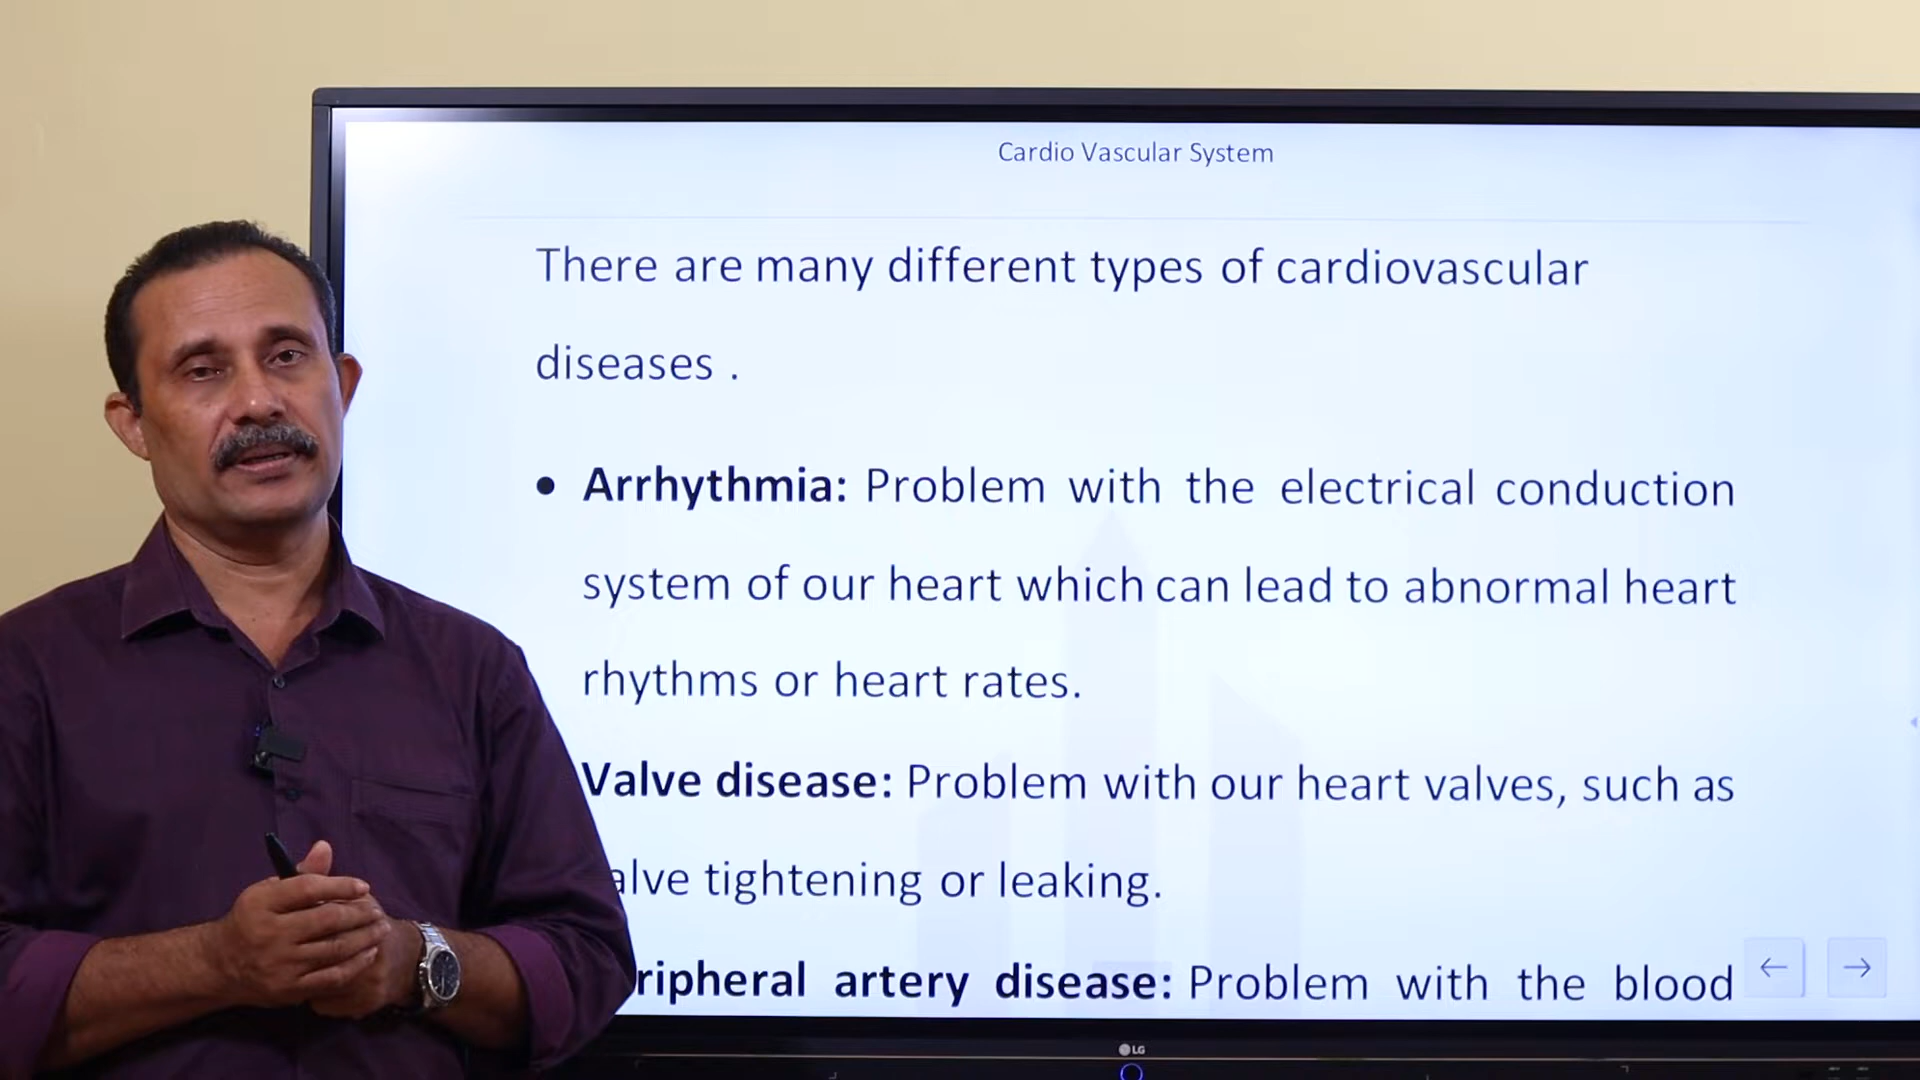 Cardio Vascular System
There are many different types of cardiovascular
diseases .
• Arrhythmia: Problem with the electrical conduction
system of our heart which can lead to abnormal heart
rhythms or heart rates.
Valve disease: Problem with our heart valves, such as
alve tightening or leaking.
ripheral artery disease: Problem with the blood
LG